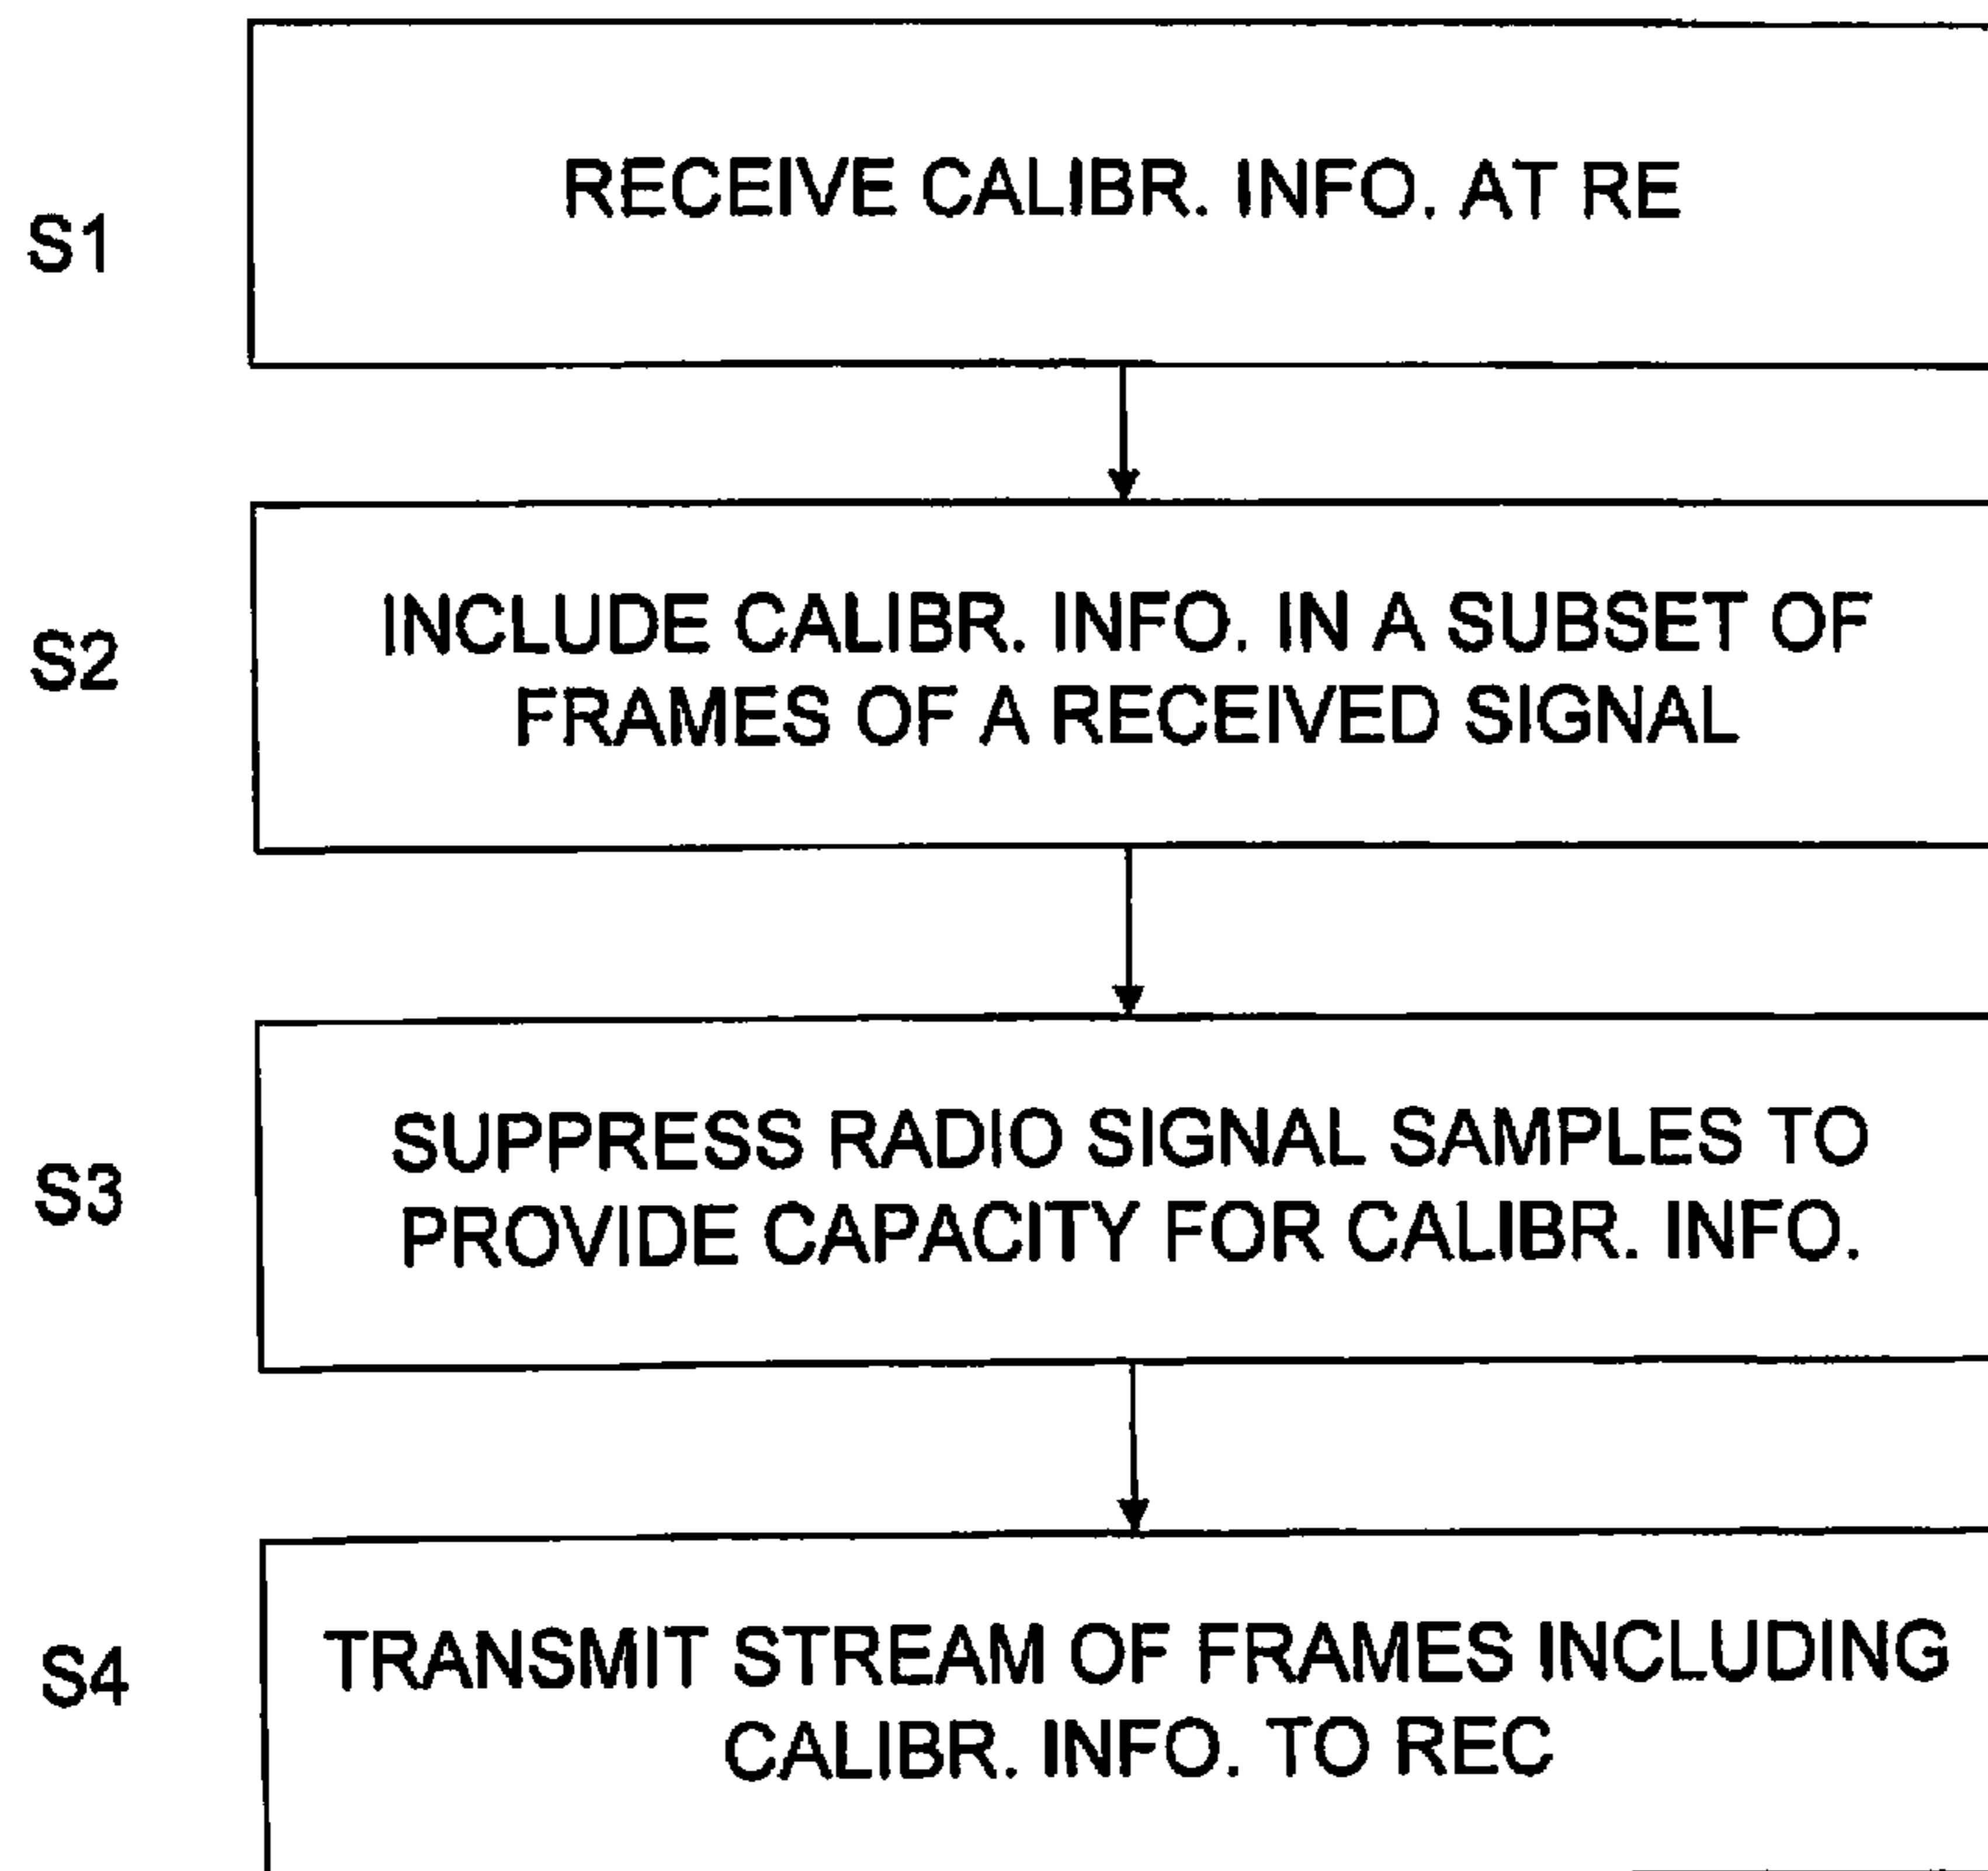 S1
RECEIVE CALIBR. INFO. AT RE
S2
INCLUDE CALIBR. INFO. IN A SUBSET OF
FRAMES OF A RECEIVED SIGNAL
S3
SUPPRESS RADIO SIGNAL SAMPLES TO
PROVIDE CAPACITY FOR CALIBR. INFO.
S4
TRANSMIT STREAM OF FRAMES INCLUDING
CALIBR. INFO. TO REC